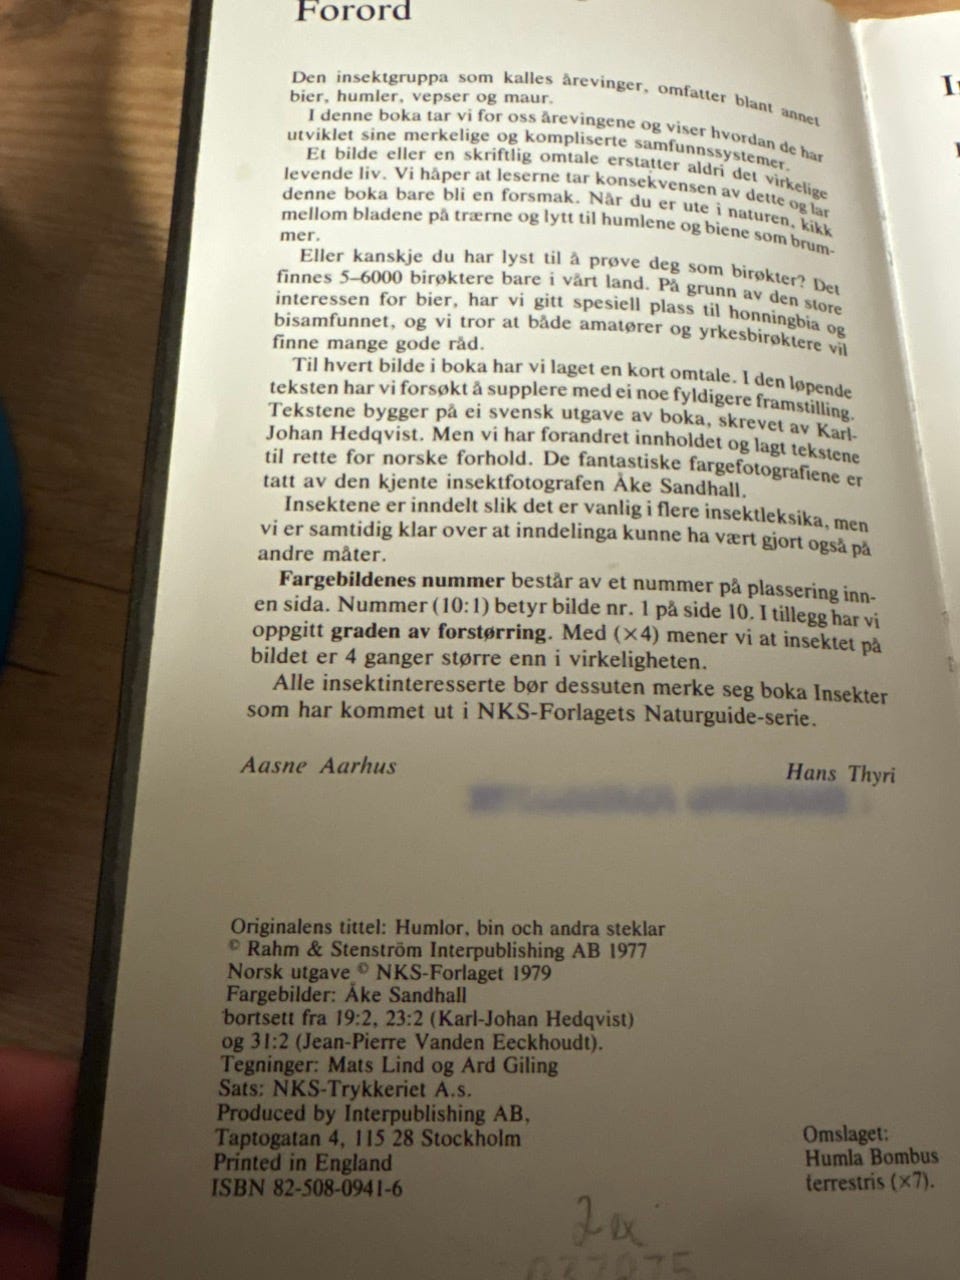 Forord
Den insektgruppa som kalles årevinger, omfatter blant annet
bier, humler, vepser og maur.
I denne boka tar vi for oss årevingene og viser hvordan de har
utviklet sine merkelige og kompliserte samfunnssystemer.
Et bilde eller en skriftlig omtale erstatter aldri det virkelige
levende liv. Vi håper at leserne tar konsekvensen av dette og lar
denne boka bare bli en forsmak. Når du er ute i naturen, kikk
mellom bladene på trærne og lytt til humlene og biene som brum-
mer.
Eller kanskje du har lyst til å prøve deg som birøkter? Det
finnes 5–6000 birøktere bare i vårt land. På grunn av den store
interessen for bier, har vi gitt spesiell plass til honningbia og
bisamfunnet, og vi tror at både amatører og yrkesbirøktere vil
finne mange gode råd.
Til hvert bilde i boka har vi laget en kort omtale. I den løpende
teksten har vi forsøkt å supplere med ei noe fyldigere framstilling.
Tekstene bygger på ei svensk utgave av boka, skrevet av Karl-
Johan Hedqvist. Men vi har forandret innholdet og lagt tekstene
til rette for norske forhold. De fantastiske fargefotografiene er
tatt av den kjente insektfotografen Åke Sandhall.
Insektene er inndelt slik det er vanlig i flere insektleksika, men
vi er samtidig klar over at inndelinga kunne ha vært gjort også på
andre måter.
Fargebildenes nummer består av et nummer på plassering inn-
en sida. Nummer (10:1) betyr bilde nr. 1 på side 10. I tillegg har vi
oppgitt graden av forstørring. Med (×4) mener vi at insektet på
bildet er 4 ganger større enn i virkeligheten.
Alle insektinteresserte bør dessuten merke seg boka Insekter
som har kommet ut i NKS-Forlagets Naturguide-serie.
Aasne Aarhus Hans Thyri
Originalens tittel: Humlor, bin och andra steklar
© Rahm & Stenström Interpublishing AB 1977
Norsk utgave © NKS-Forlaget 1979
Fargebilder: Åke Sandhall
bortsett fra 19:2, 23:2 (Karl-Johan Hedqvist)
og 31:2 (Jean-Pierre Vanden Eeckhoudt).
Tegninger: Mats Lind og Ard Giling
Sats: NKS-Trykkeriet A.s.
Produced by Interpublishing AB,
Taptogatan 4, 115 28 Stockholm
Printed in England
ISBN 82-508-0941-6
Omslaget:
Humla Bombus
terrestris (×7).